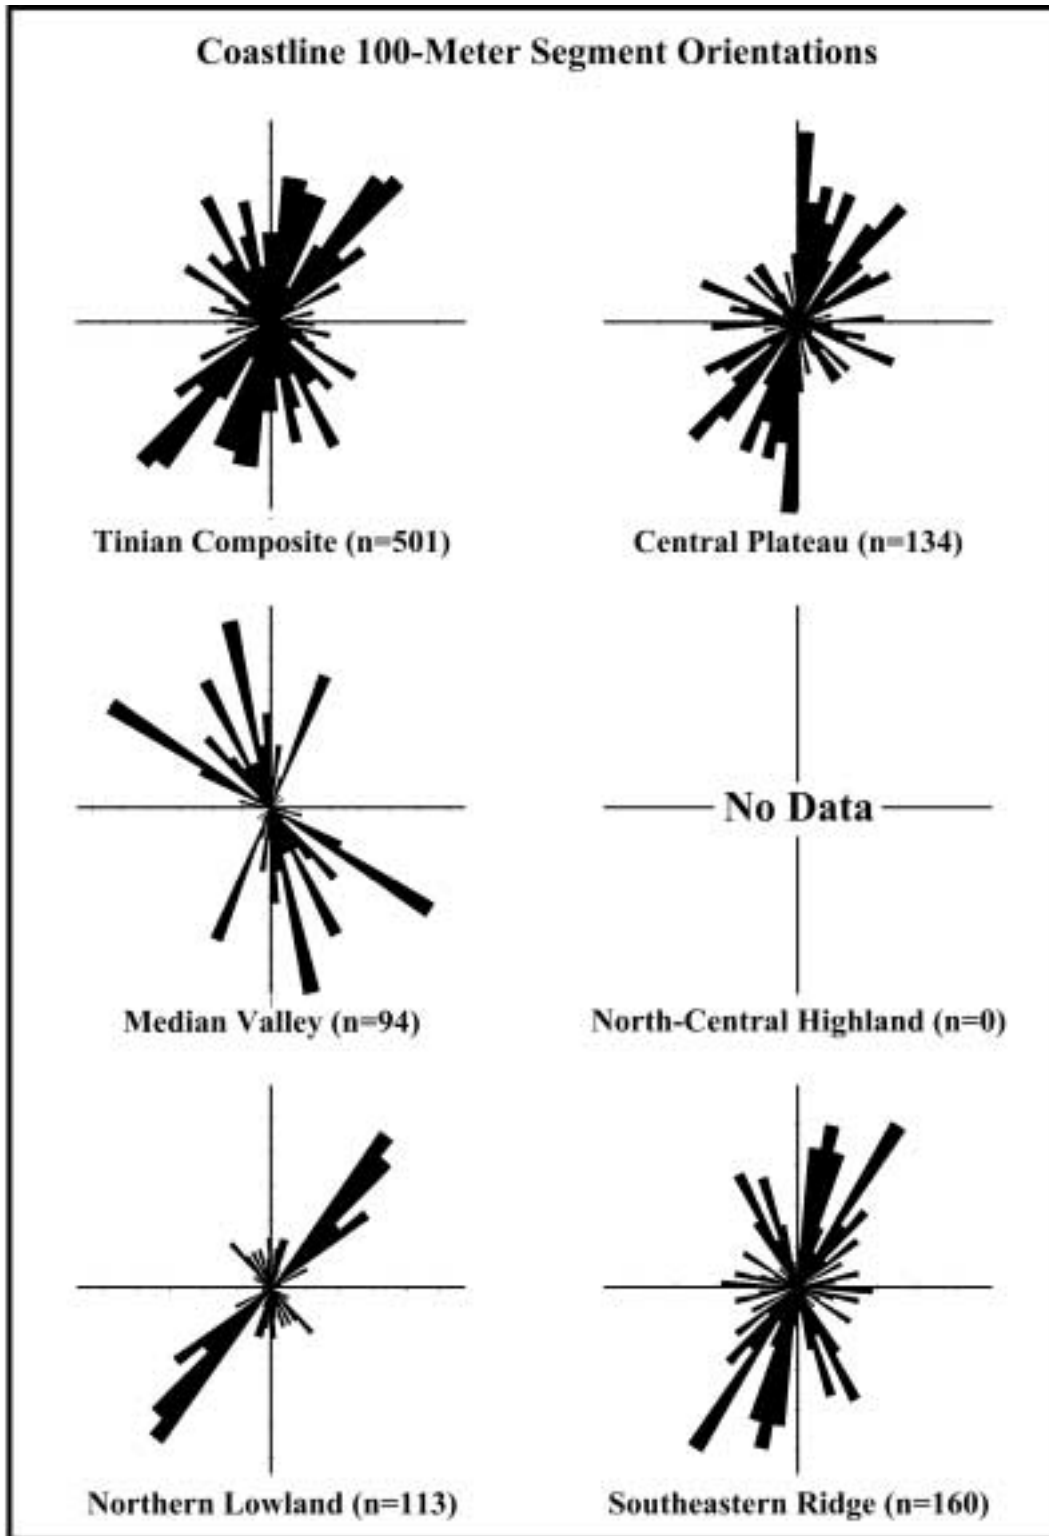 Coastline 100-Meter Segment Orientations
Tinian Composite (n=501)
Central Plateau (n=134)
No Data
Median Valley (n=94)
North-Central Highland (n=0)
Northern Lowland (n=113)
Southeastern Ridge (n=160)